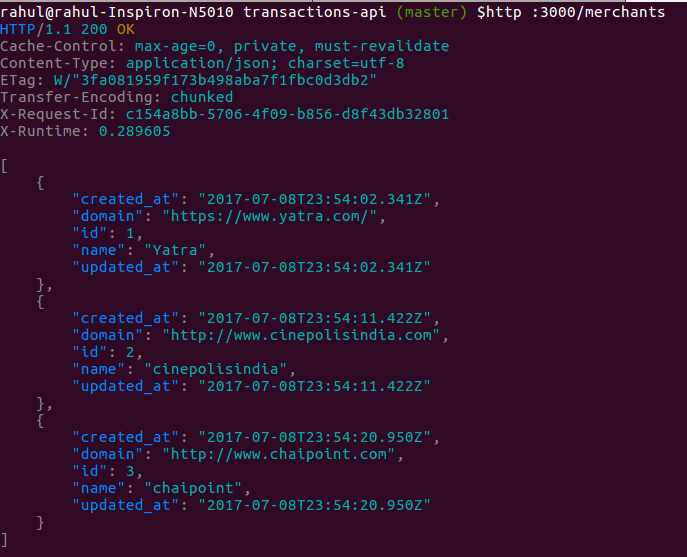 rahul@rahul-Inspiron-N5010 transactions-api (master) $http :3000/merchants
HTTP/1.1 200 OK
Cache-Control: max-age=0, private, must-revalidate
Content-Type: application/json; charset=utf-8
ETag: W/"3fa081959f173b498aba7f1fbc0d3db2"
Transfer-Encoding: chunked
X-Request-Id: c154a8bb-5706-4f09-b856-d8f43db32801
X-Runtime: 0.289605

[
    {
        "created_at": "2017-07-08T23:54:02.341Z",
        "domain": "https://www.yatra.com/",
        "id": 1,
        "name": "Yatra",
        "updated_at": "2017-07-08T23:54:02.341Z"
    },
    {
        "created_at": "2017-07-08T23:54:11.422Z",
        "domain": "http://www.cinepolisindia.com",
        "id": 2,
        "name": "cinepolisindia",
        "updated_at": "2017-07-08T23:54:11.422Z"
    },
    {
        "created_at": "2017-07-08T23:54:20.950Z",
        "domain": "http://www.chaipoint.com",
        "id": 3,
        "name": "chaipoint",
        "updated_at": "2017-07-08T23:54:20.950Z"
    }
]